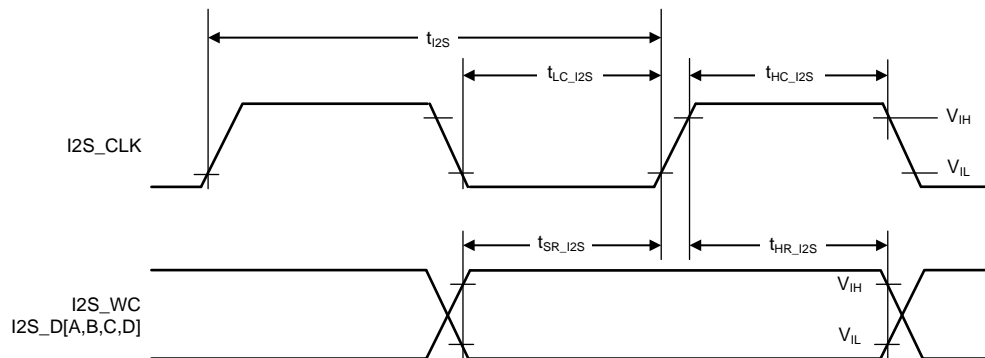 tI2S
tLC_I2S
tHC_I2S
I2S_CLK
VIH
VIL
tSR_I2S
tHR_I2S
I2S_WC
I2S_D[A,B,C,D]
VIH
VIL